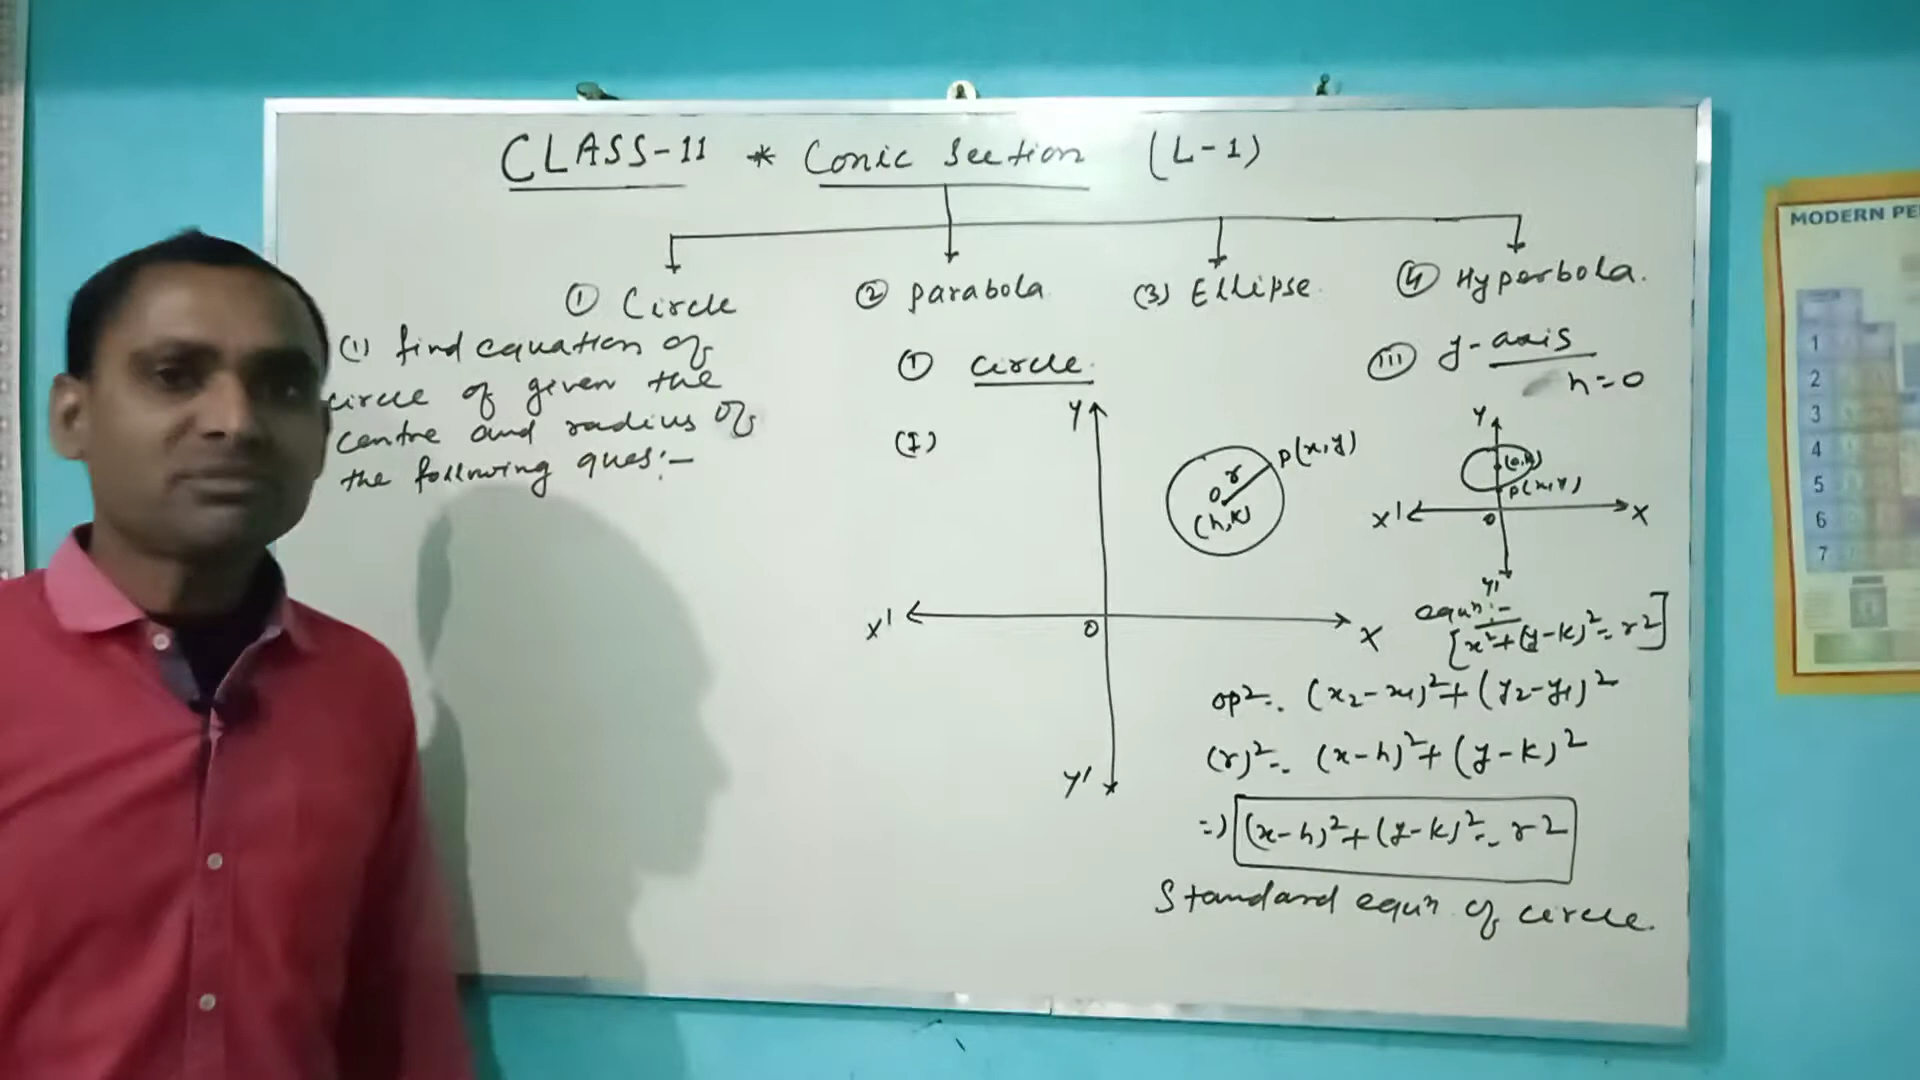 CLASS-11 * Conic Section (L-1)
① Circle
② parabola
(3) Ellipse
④ Hyperbola.
(1) find equation of
circle of given the
centre and radius of
the following ques:-
① circle.
(I)
Y
P(x,y)
r
O
(h,k)
X'
O
X
Y'
(III) y-axis
h=0
Y
(0,k)
P(x,y)
X'
O
X
Y'
equn:-
[x²+(y-k)²=r²]
op²= (x₂-x₁)²+(y₂-y₁)²
(r)²= (x-h)²+(y-k)²
=) (x-h)²+(y-k)²= r²
Standard equn of circle.
MODERN PE
1
2
3
4
5
6
7